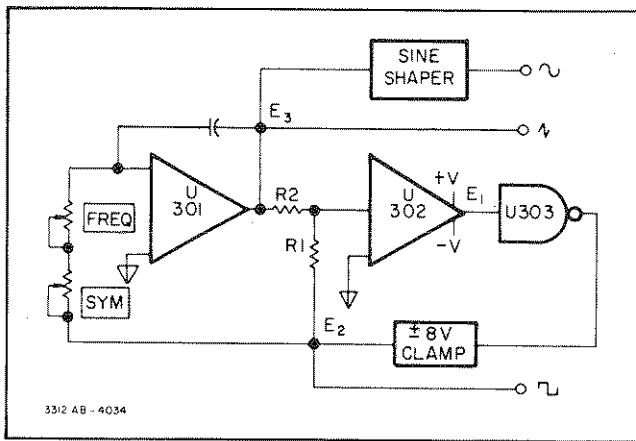 SINE
SHAPER
E3
U
301
R2
U
302
+V
E1
-V
U303
FREQ
R1
SYM
E2
± 8V
CLAMP
3312 AB - 4034